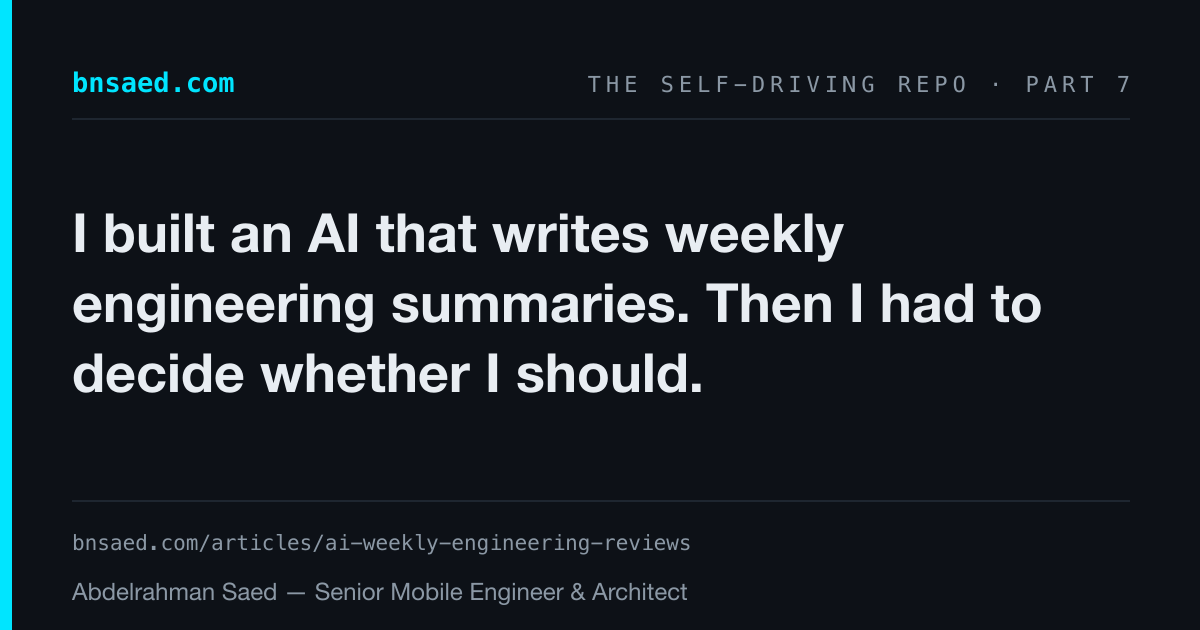 bnsaed.com
THE SELF-DRIVING REPO · PART 7
I built an AI that writes weekly
engineering summaries. Then I had to
decide whether I should.
bnsaed.com/articles/ai-weekly-engineering-reviews
Abdelrahman Saed — Senior Mobile Engineer & Architect